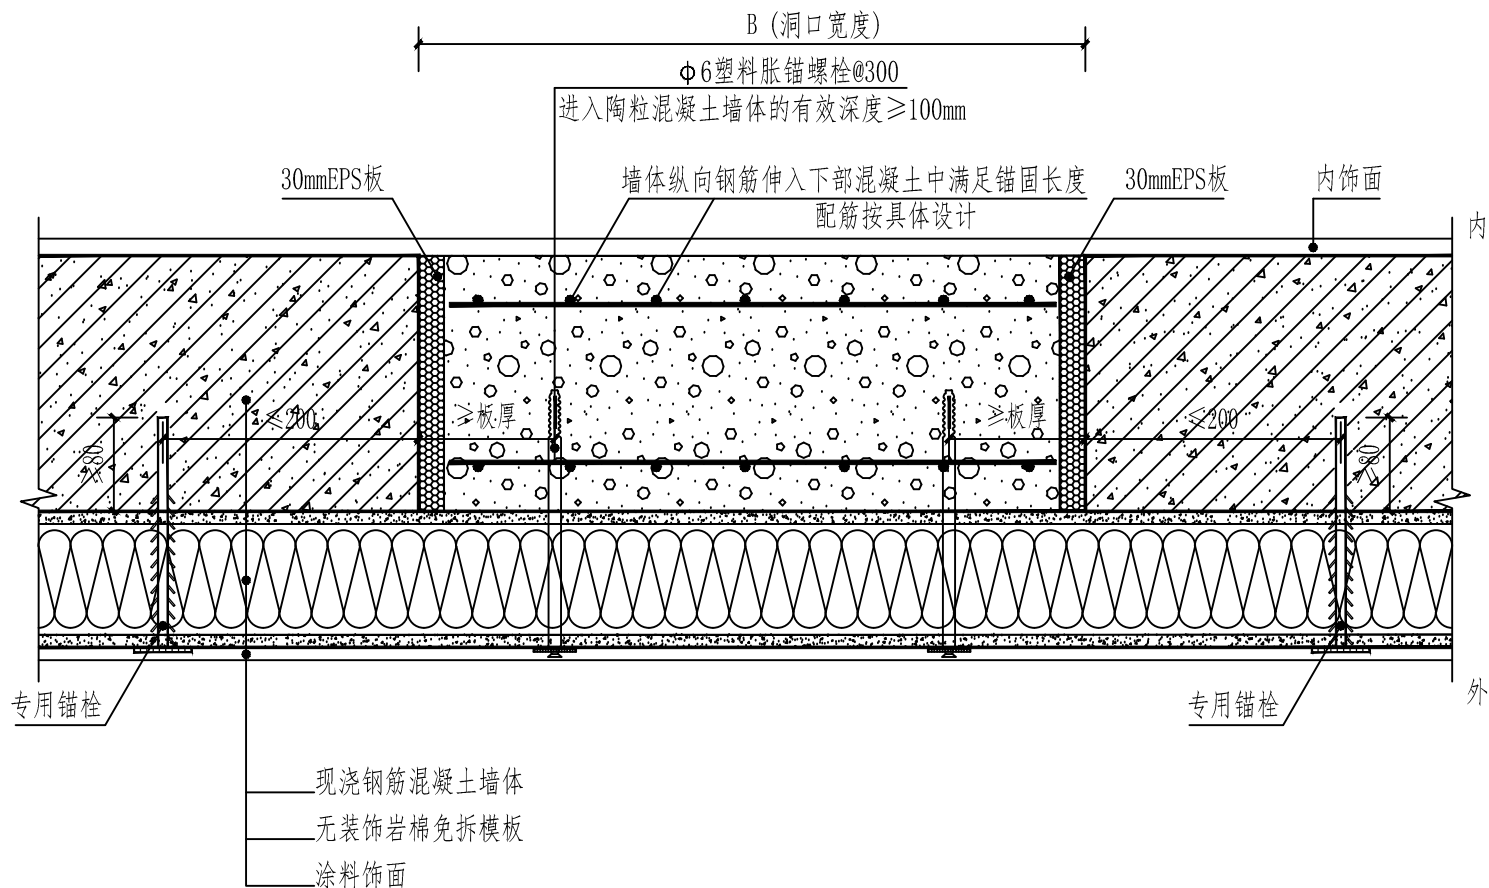 B (洞口宽度)
ф6塑料胀锚螺栓@300
进入陶粒混凝土墙体的有效深度≥100mm
30mmEPS板
墙体纵向钢筋伸入下部混凝土中满足锚固长度
30mmEPS板
内饰面
配筋按具体设计
内
≤200
≥板厚
≥板厚
≤200
≥80
≥80
专用锚栓
专用锚栓
外
现浇钢筋混凝土墙体
无装饰岩棉免拆模板
涂料饰面